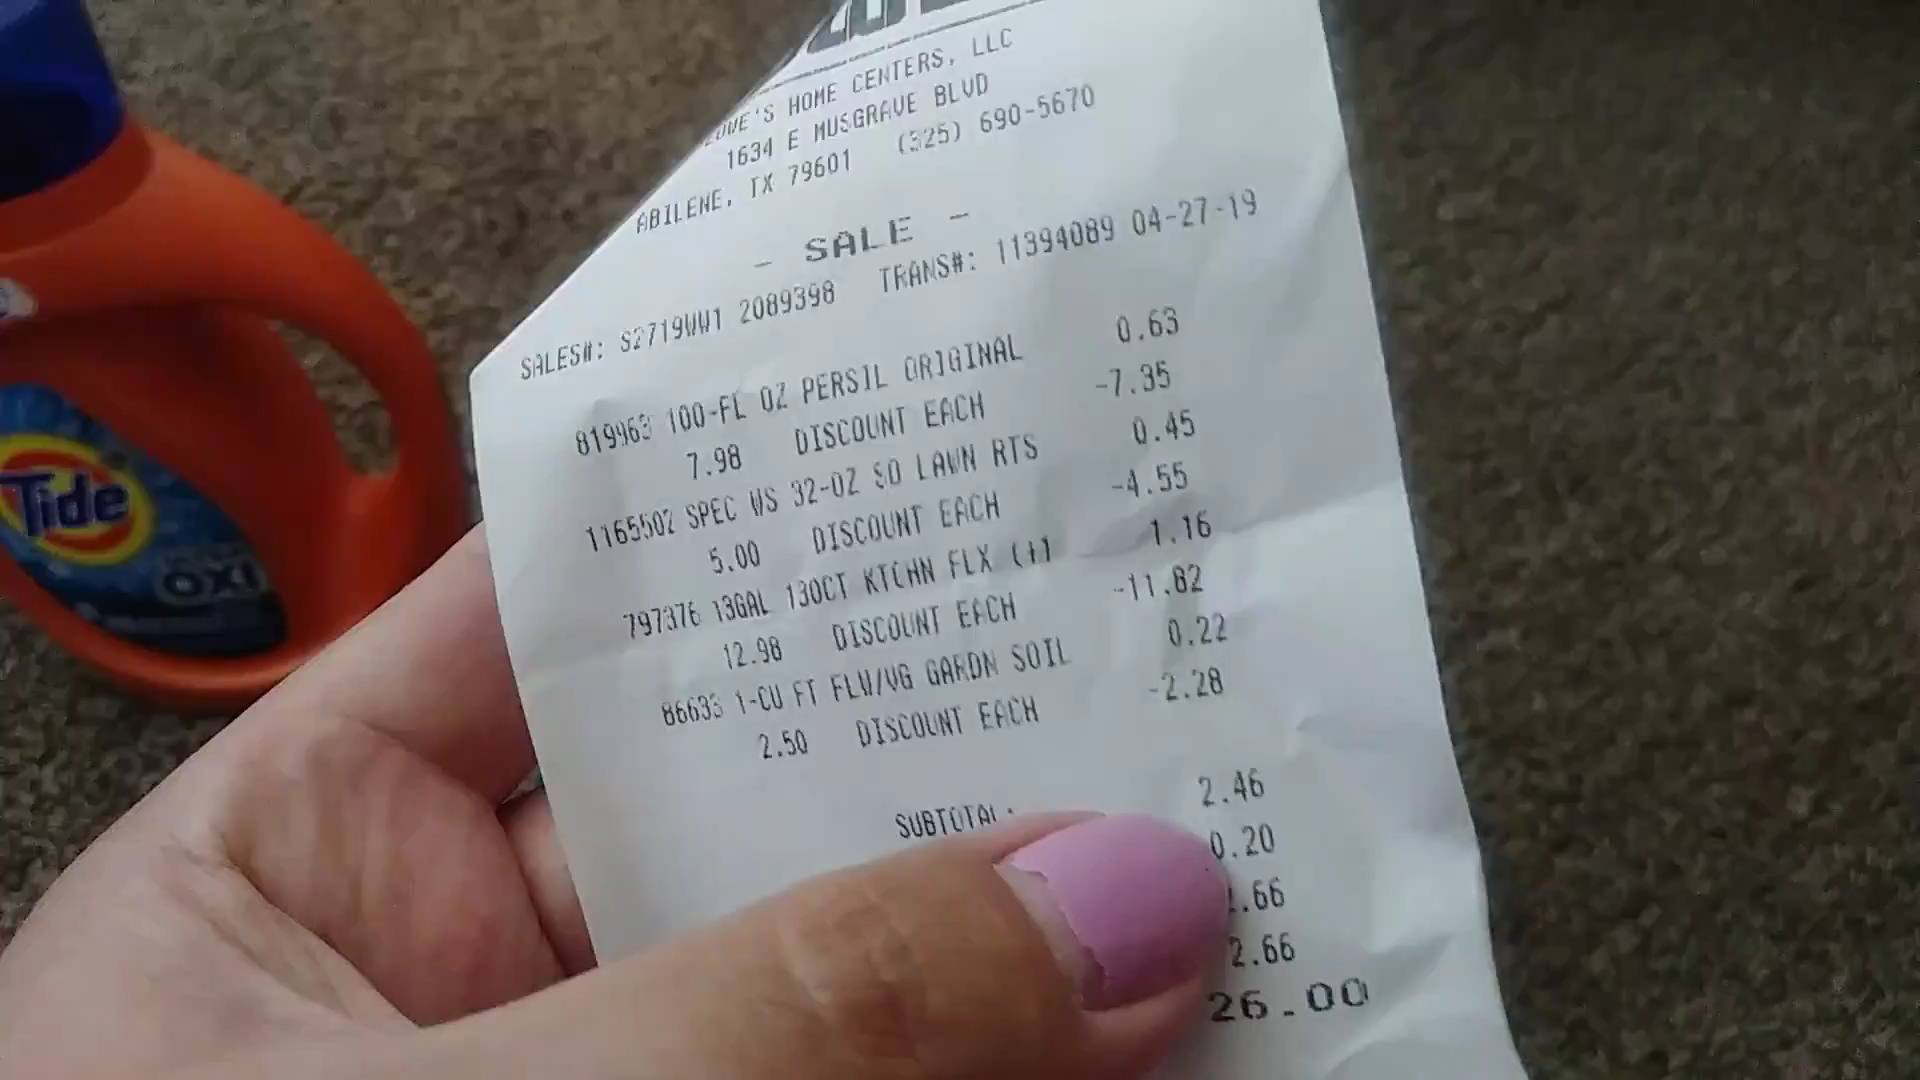 LOWE'S HOME CENTERS, LLC
1634 E MUSGRAVE BLVD
ABILENE, TX 79601 (325) 690-5670
- SALE -
SALES#: S2719WW1 2089398 TRANS#: 11394089 04-27-19
819963 100-FL OZ PERSIL ORIGINAL 0.63
7.98 DISCOUNT EACH -7.35
1165502 SPEC WS 32-OZ SD LAWN RTS 0.45
5.00 DISCOUNT EACH -4.55
797376 13GAL 130CT KTCHN FLX (+) 1.16
12.98 DISCOUNT EACH -11.82
86633 1-CU FT FLW/VG GARDN SOIL 0.22
2.50 DISCOUNT EACH -2.28
SUBTOTAL: 2.46
0.20
2.66
2.66
26.00
Tide
OXI